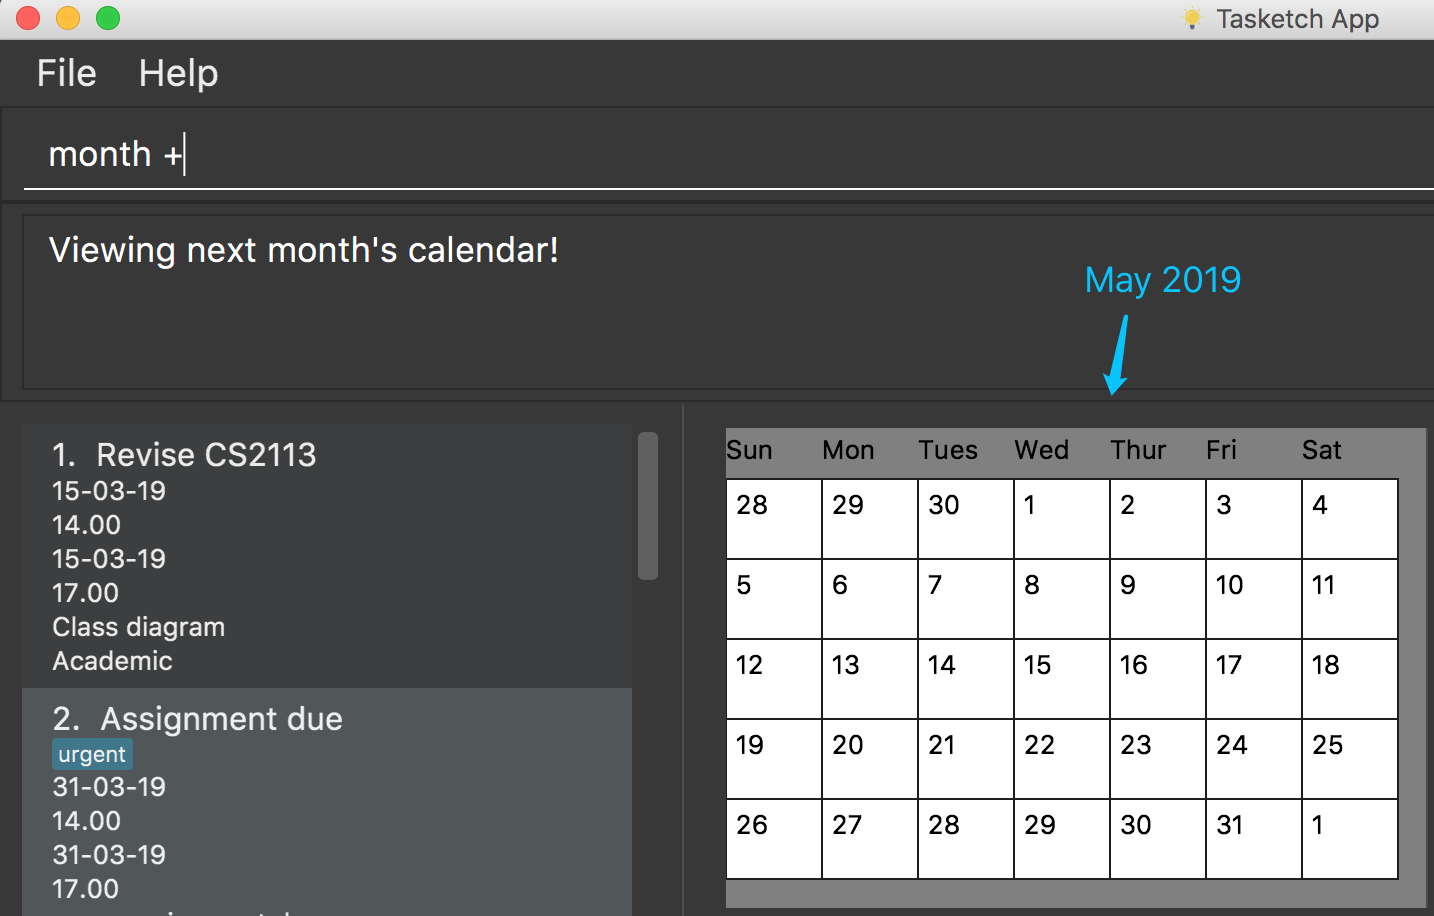 Tasketch App
File Help
month +
Viewing next month's calendar!
May 2019
1. Revise CS2113
15-03-19
14.00
15-03-19
17.00
Class diagram
Academic
2. Assignment due
urgent
31-03-19
14.00
31-03-19
17.00
Sun Mon Tues Wed Thur Fri Sat
28 29 30 1 2 3 4
5 6 7 8 9 10 11
12 13 14 15 16 17 18
19 20 21 22 23 24 25
26 27 28 29 30 31 1